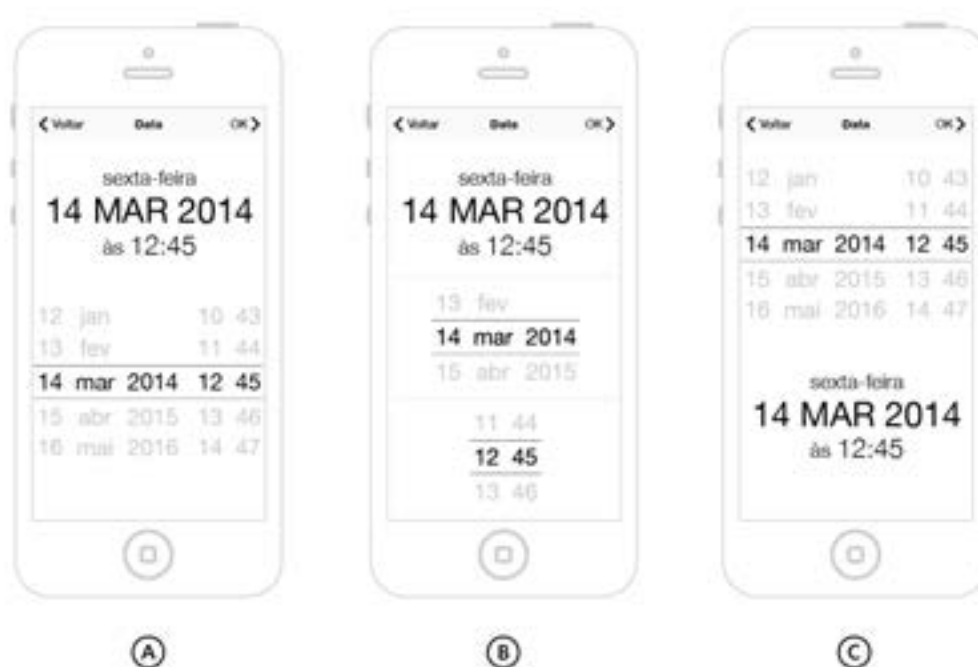 Voltar Data OK
sexta-feira
14 MAR 2014
às 12:45
12 jan 10 43
13 fev 11 44
14 mar 2014 12 45
15 abr 2015 13 46
16 mai 2016 14 47
A
Voltar Data OK
sexta-feira
14 MAR 2014
às 12:45
13 fev
14 mar 2014
15 abr 2015
11 44
12 45
13 46
B
Voltar Data OK
12 jan 10 43
13 fev 11 44
14 mar 2014 12 45
15 abr 2015 13 46
16 mai 2016 14 47
sexta-feira
14 MAR 2014
às 12:45
C